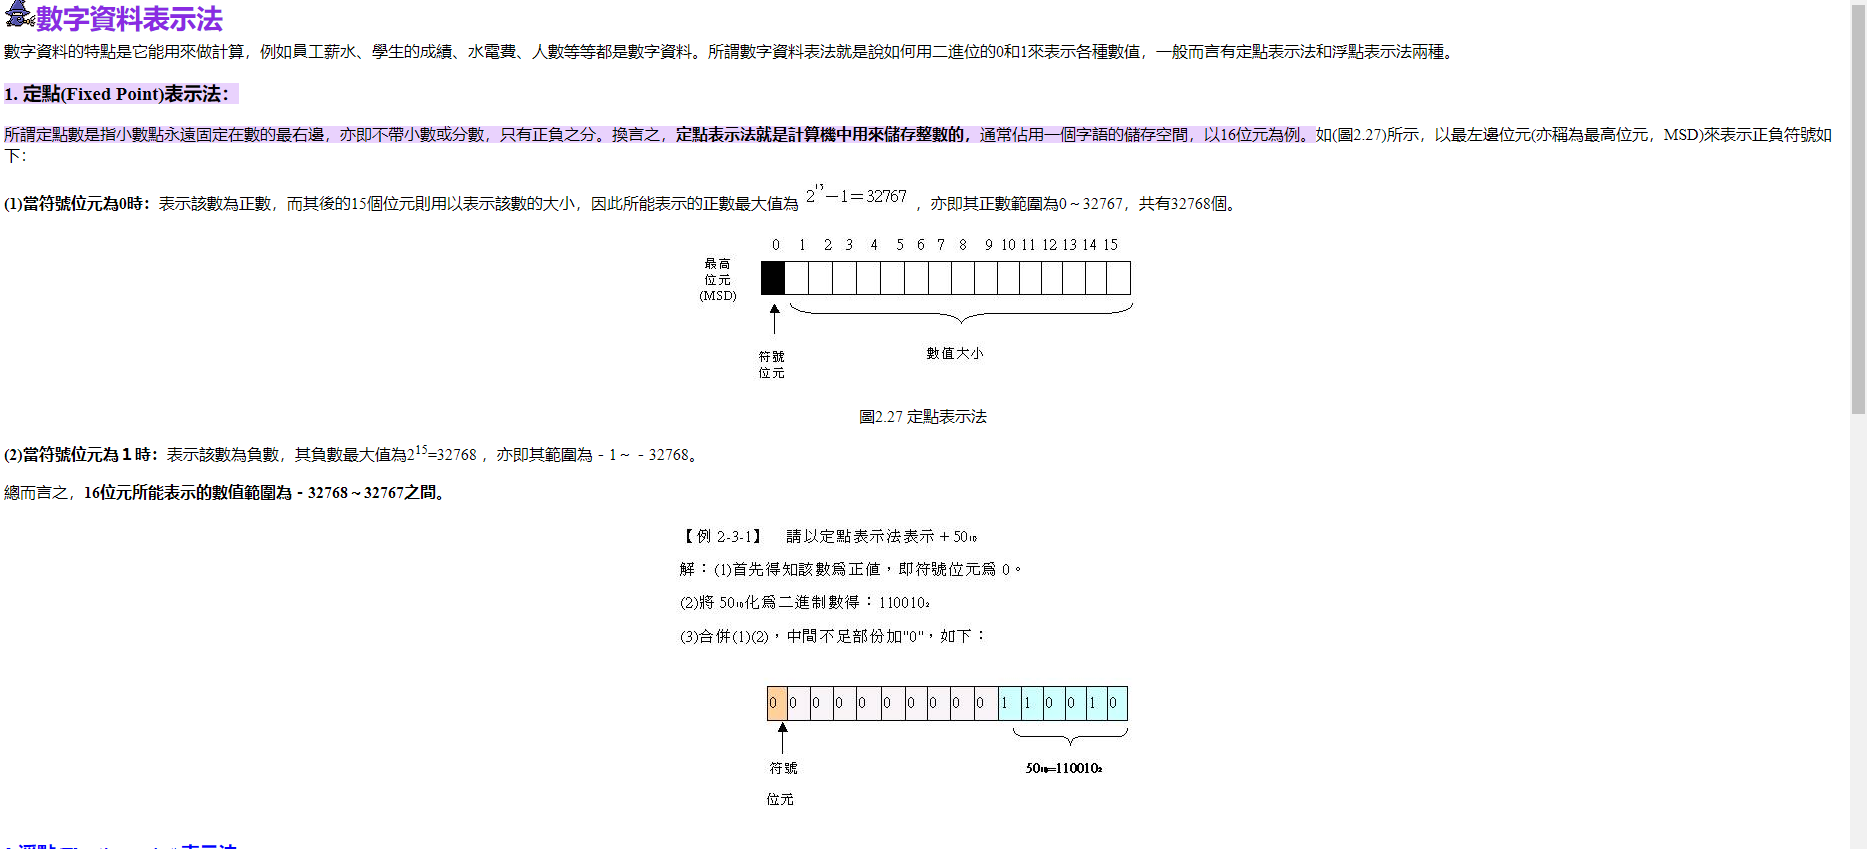 數字資料表示法
數字資料的特點是它能用來做計算，例如員工薪水、學生的成績、水電費、人數等等都是數字資料。所謂數字資料表法就是說如何用二進位的0和1來表示各種數值，一般而言有定點表示法和浮點表示法兩種。
1. 定點(Fixed Point)表示法：
所謂定點數是指小數點永遠固定在數的最右邊，亦即不帶小數或分數，只有正負之分。換言之，定點表示法就是計算機中用來儲存整數的，通常佔用一個字語的儲存空間，以16位元為例。如(圖2.27)所示，以最左邊位元(亦稱為最高位元，MSD)來表示正負符號如
下：
(1)當符號位元為0時：表示該數為正數，而其後的15個位元則用以表示該數的大小，因此所能表示的正數最大值為 2¹⁵－1＝32767 ，亦即其正數範圍為0～32767，共有32768個。
0 1 2 3 4 5 6 7 8 9 10 11 12 13 14 15
最高
位元
(MSD)
符號
位元
數值大小
圖2.27 定點表示法
(2)當符號位元為１時：表示該數為負數，其負數最大值為2¹⁵=32768 ，亦即其範圍為－1～－32768。
總而言之，16位元所能表示的數值範圍為－32768～32767之間。
【例 2-3-1】 請以定點表示法表示＋50₁₀
解：(1)首先得知該數為正值，即符號位元為 0。
(2)將 50₁₀化為二進制數得：110010₂
(3)合併(1)(2)，中間不足部份加"0"，如下：
0 0 0 0 0 0 0 0 0 0 1 1 0 0 1 0
符號
位元
50₁₀=110010₂